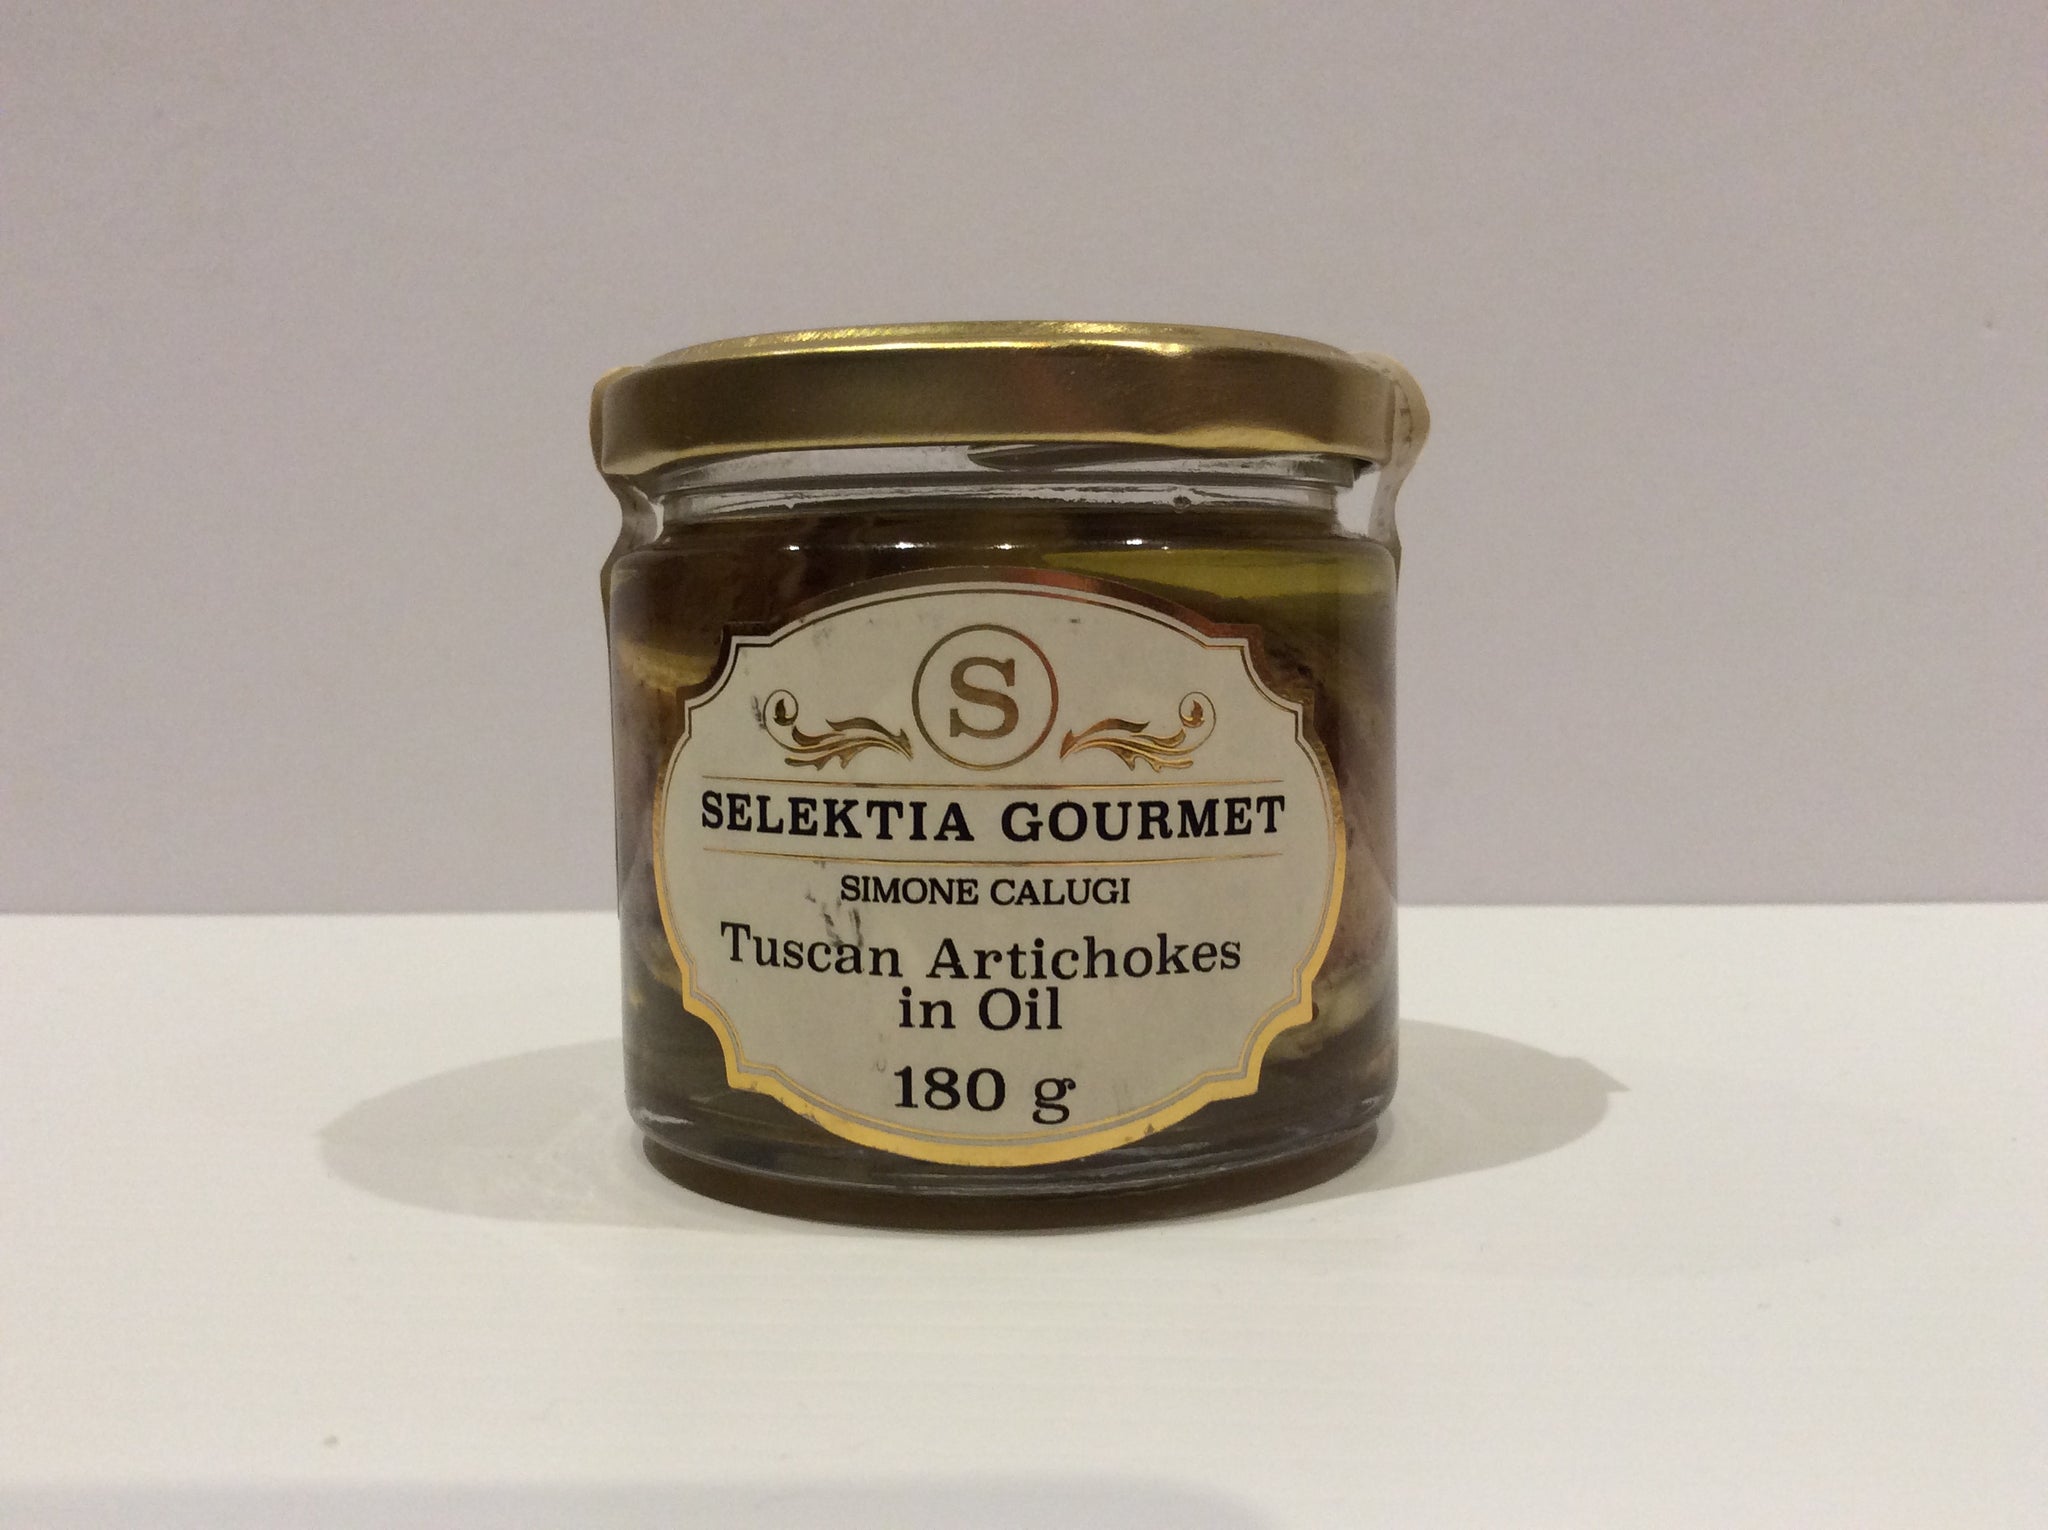 S
SELEKTIA GOURMET
SIMONE CALUGI
Tuscan Artichokes
in Oil
180 g